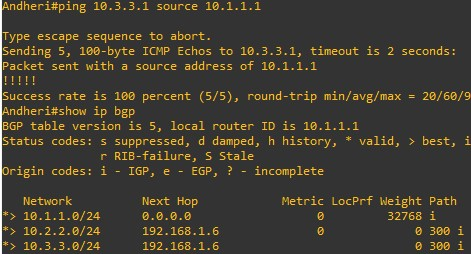 Andheri#ping 10.3.3.1 source 10.1.1.1
Type escape sequence to abort.
Sending 5, 100-byte ICMP Echos to 10.3.3.1, timeout is 2 seconds:
Packet sent with a source address of 10.1.1.1
!!!!!
Success rate is 100 percent (5/5), round-trip min/avg/max = 20/60/9
Andheri#show ip bgp
BGP table version is 5, local router ID is 10.1.1.1
Status codes: s suppressed, d damped, h history, * valid, > best, i
r RIB-failure, S Stale
Origin codes: i - IGP, e - EGP, ? - incomplete
Network Next Hop Metric LocPrf Weight Path
*> 10.1.1.0/24 0.0.0.0 0 32768 i
*> 10.2.2.0/24 192.168.1.6 0 0 300 i
*> 10.3.3.0/24 192.168.1.6 0 300 i